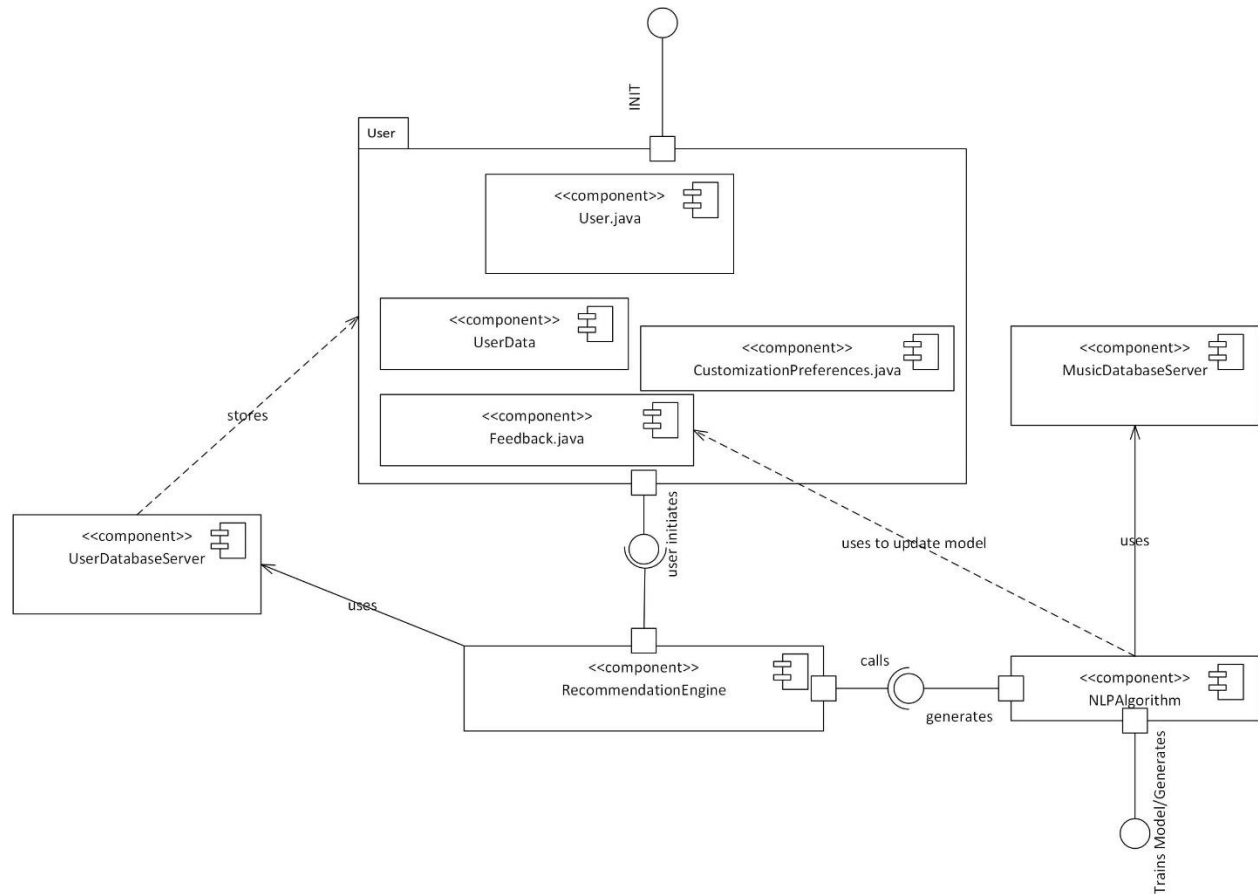 INIT
User
<<component>>
User.java
<<component>>
UserData
<<component>>
CustomizationPreferences.java
<<component>>
MusicDatabaseServer
<<component>>
Feedback.java
stores
<<component>>
UserDatabaseServer
user initiates
uses to update model
uses
uses
<<component>>
RecommendationEngine
calls
generates
<<component>>
NLPAlgorithm
Trains Model/Generates